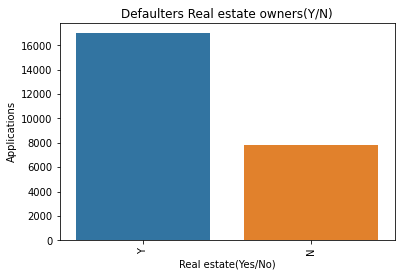 Defaulters Real estate owners(Y/N)
16000
14000
12000
10000
8000
6000
4000
2000
0
Applications
Y
N
Real estate(Yes/No)